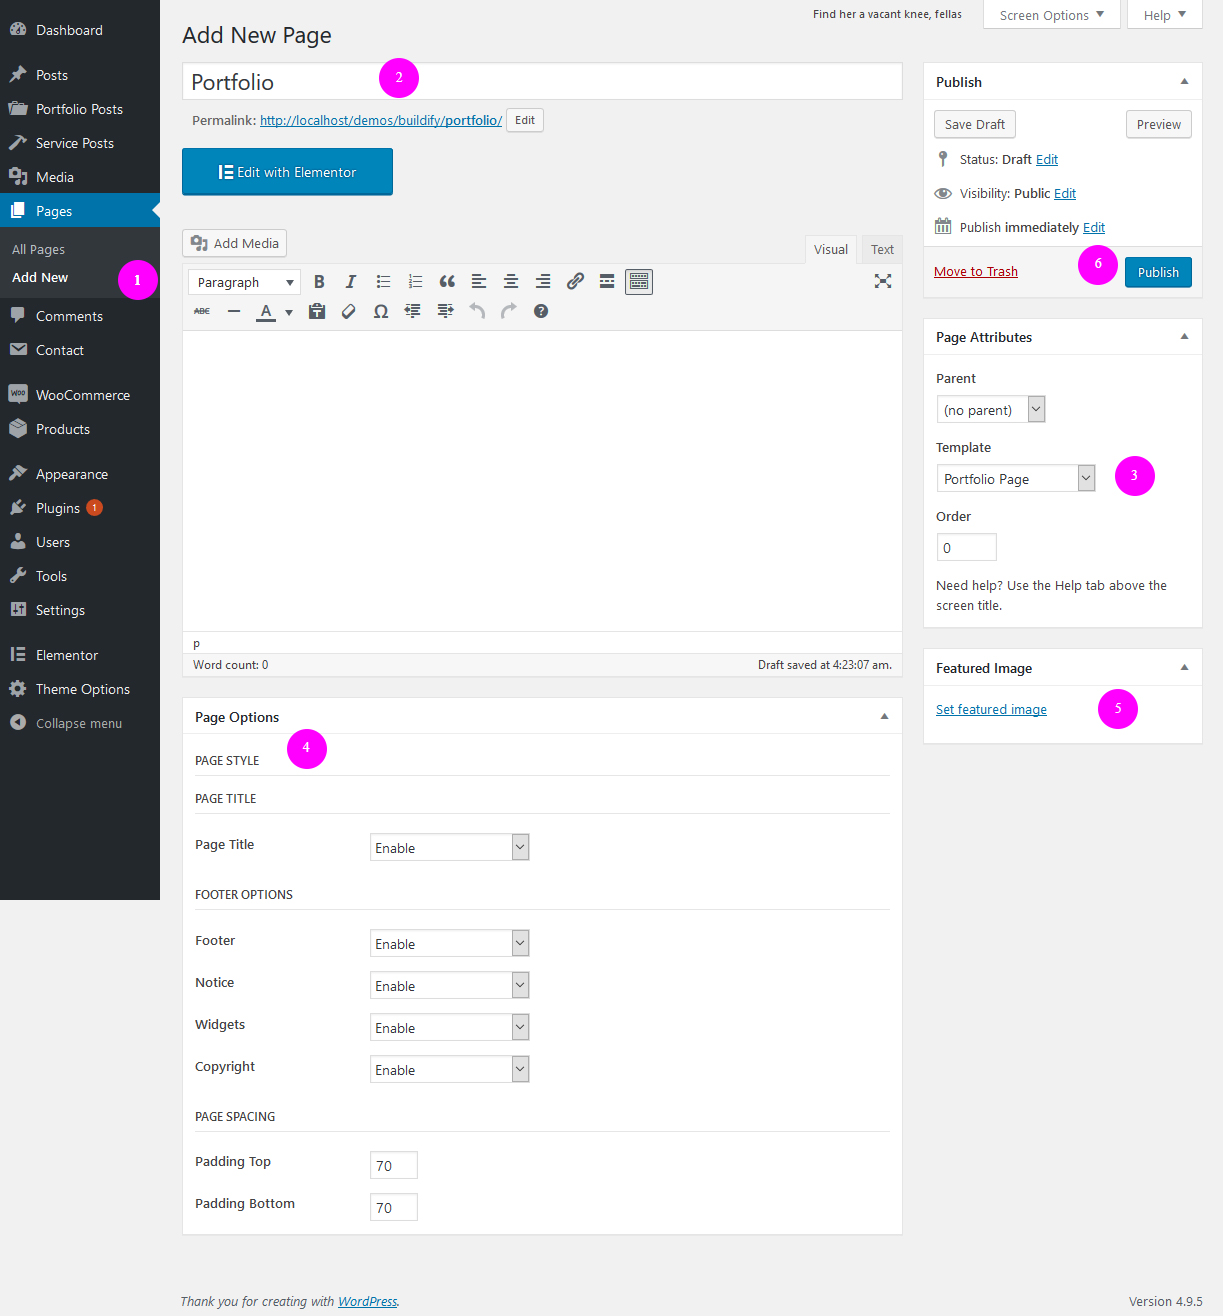 Dashboard
Posts
Portfolio Posts
Service Posts
Media
Pages
All Pages
Add New
1
Comments
Contact
WOO
WooCommerce
Products
Appearance
Plugins 1
Users
Tools
Settings
Elementor
Theme Options
Collapse menu
Find her a vacant knee, fellas
Screen Options
Help
Add New Page
Portfolio
2
Permalink: http://localhost/demos/buildify/portfolio/ Edit
Edit with Elementor
Add Media
Visual Text
Paragraph
B I
ABC A
p
Word count: 0
Draft saved at 4:23:07 am.
Page Options
4
PAGE STYLE
PAGE TITLE
Page Title Enable
FOOTER OPTIONS
Footer Enable
Notice Enable
Widgets Enable
Copyright Enable
PAGE SPACING
Padding Top 70
Padding Bottom 70
Publish
Save Draft Preview
Status: Draft Edit
Visibility: Public Edit
Publish immediately Edit
Move to Trash 6 Publish
Page Attributes
Parent
(no parent)
Template
Portfolio Page
3
Order
0
Need help? Use the Help tab above the
screen title.
Featured Image
Set featured image
5
Thank you for creating with WordPress.
Version 4.9.5